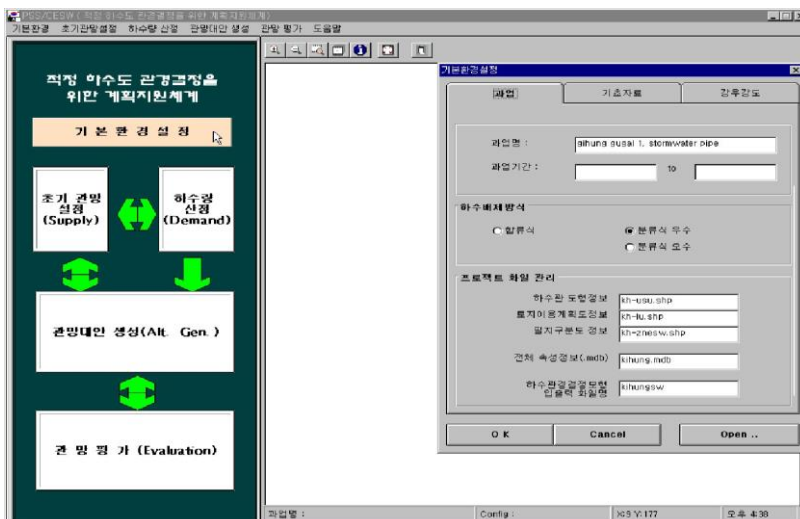 PSS/CESW ( 적정 하수도 관경결정을 위한 계획지원체계)
기본환경 초기관망설정 하수량 산정 관망대안 생성 관망 평가 도움말
적정 하수도 관경결정을
위한 계획지원체계
기 본 환 경 설 정
초기 관망
설정
(Supply)
하수량
산정
(Demand)
관망대안 생성(Alt. Gen. )
관 망 평 가 (Evaluation)
기본환경설정
과업 기초자료 강우강도
과업명 : gihung gugal 1. stormwater pipe
과업기간 : to
하수배제방식
합류식 분류식 우수
분류식 오수
프로젝트 화일 관리
하수관 도형정보 kh-usu.shp
토지이용계획도정보 kh-lu.shp
필지구분도 정보 kh-znesw.shp
전체 속성정보(.mdb) kihung.mdb
하수관경결정모형
입출력 화일명 kihungsw
O K Cancel Open ..
과업명 : Config : X:9 Y:177 오후 4:38